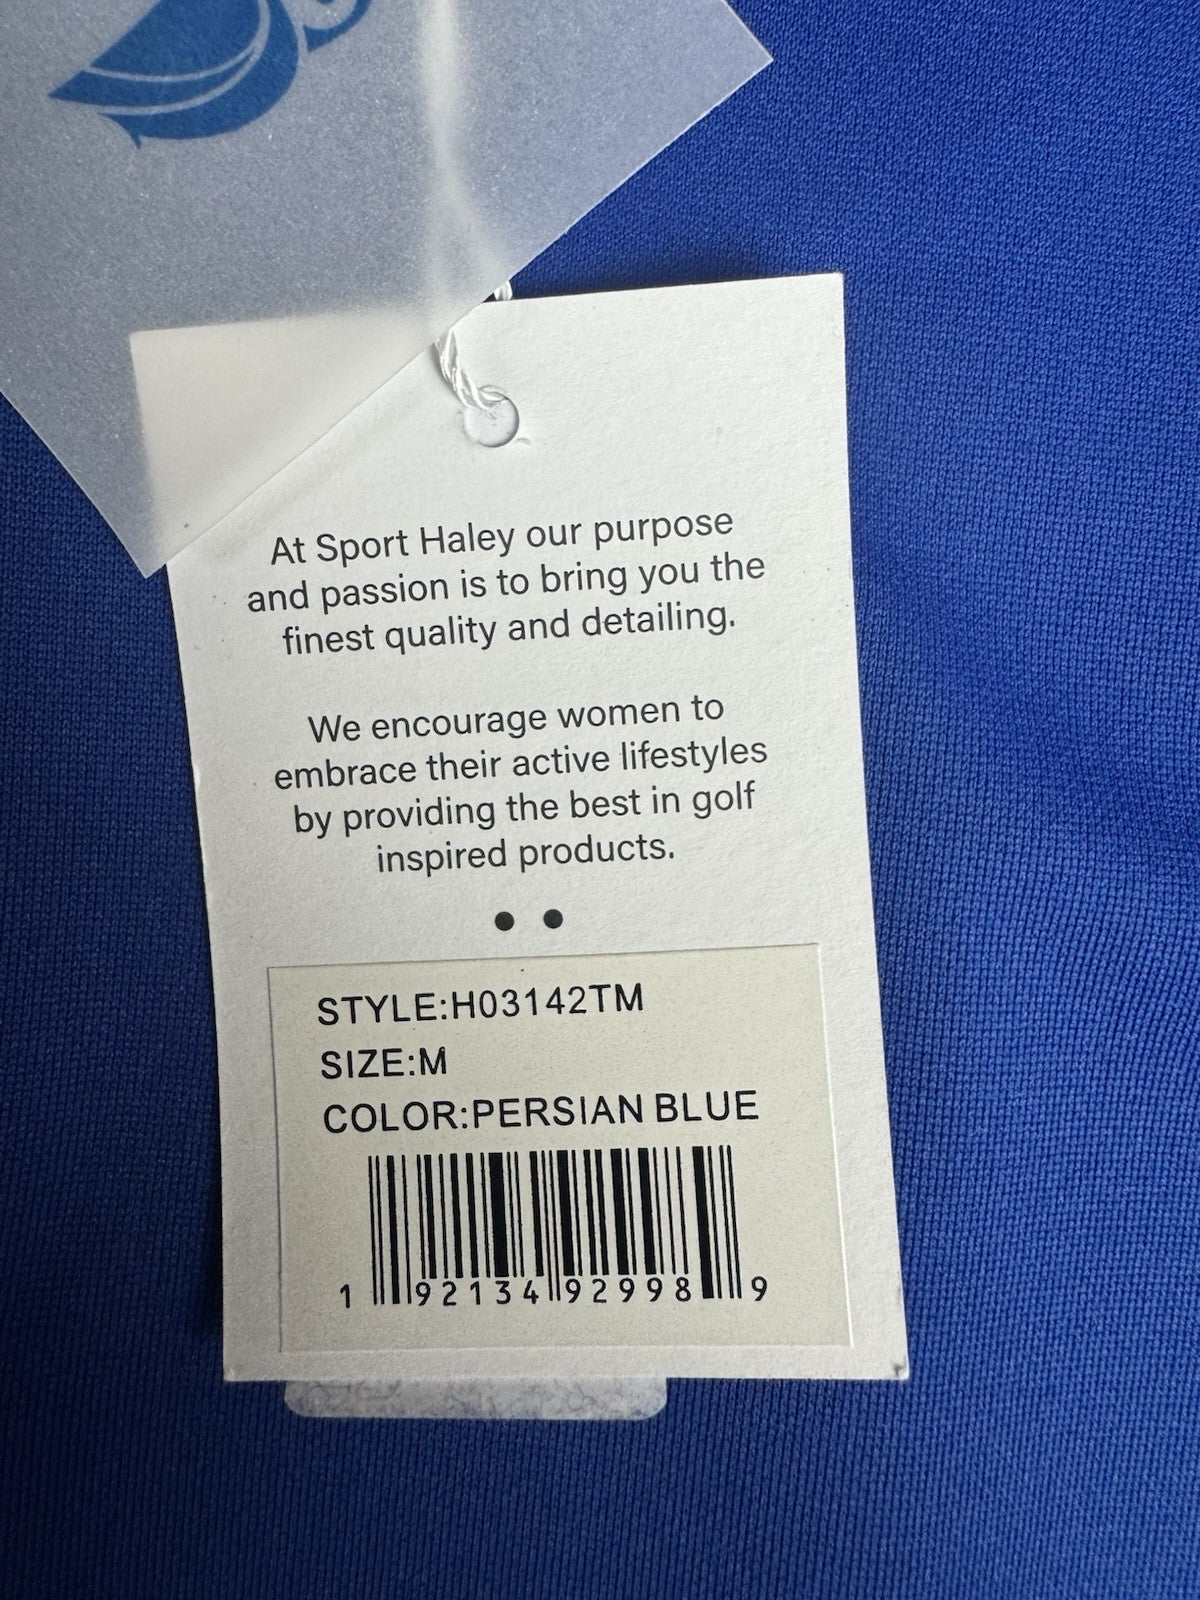 At Sport Haley our purpose
and passion is to bring you the
finest quality and detailing.
We encourage women to
embrace their active lifestyles
by providing the best in golf
inspired products.
STYLE:H03142TM
SIZE:M
COLOR:PERSIAN BLUE
1 92134 92998 9